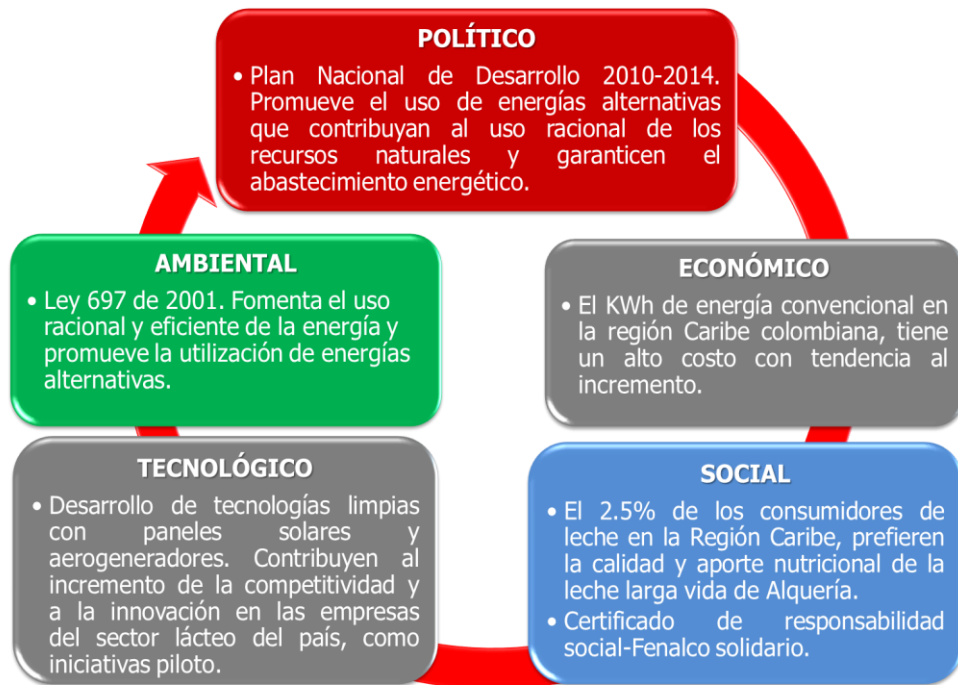 POLÍTICO
• Plan Nacional de Desarrollo 2010-2014.
Promueve el uso de energías alternativas
que contribuyan al uso racional de los
recursos naturales y garanticen el
abastecimiento energético.
ECONÓMICO
• El KWh de energía convencional en
la región Caribe colombiana, tiene
un alto costo con tendencia al
incremento.
SOCIAL
• El 2.5% de los consumidores de
leche en la Región Caribe, prefieren
la calidad y aporte nutricional de la
leche larga vida de Alquería.
• Certificado de responsabilidad
social-Fenalco solidario.
TECNOLÓGICO
• Desarrollo de tecnologías limpias
con paneles solares y
aerogeneradores. Contribuyen al
incremento de la competitividad y
a la innovación en las empresas
del sector lácteo del país, como
iniciativas piloto.
AMBIENTAL
• Ley 697 de 2001. Fomenta el uso
racional y eficiente de la energía y
promueve la utilización de energías
alternativas.